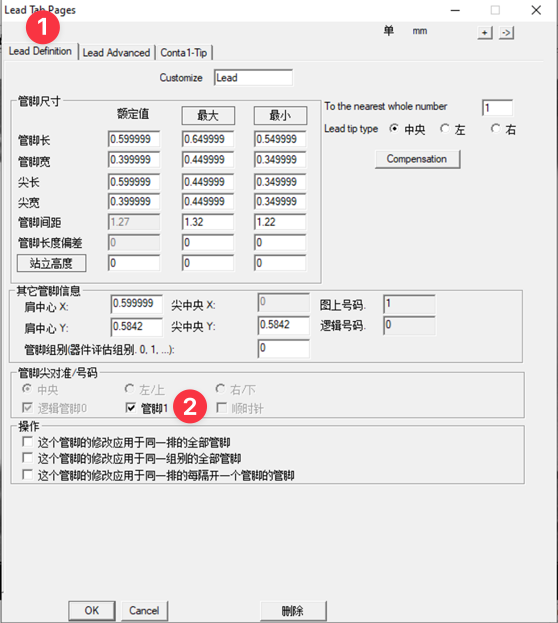 Lead Tab Pages
1
单 mm + ->
Lead Definition Lead Advanced Conta1-Tip
Customize Lead
管脚尺寸
额定值 最大 最小
To the nearest whole number 1
Lead tip type 中央 左 右
Compensation
管脚长 0.599999 0.649999 0.549999
管脚宽 0.399999 0.449999 0.349999
尖长 0.599999 0.449999 0.349999
尖宽 0.399999 0.449999 0.349999
管脚间距 1.27 1.32 1.22
管脚长度偏差 0 0 0
站立高度 0 0 0
其它管脚信息
肩中心 X: 0.599999 尖中央 X: 0 图上号码. 1
肩中心 Y: 0.5842 尖中央 Y: 0.5842 逻辑号码. 0
管脚组别(器件评估组别. 0, 1, ...): 0
管脚尖对准/号码
中央 左/上 右/下
逻辑管脚0 管脚1 2 顺时针
操作
这个管脚的修改应用于同一排的全部管脚
这个管脚的修改应用于同一组别的全部管脚
这个管脚的修改应用于同一排的每隔开一个管脚的管脚
OK Cancel 删除